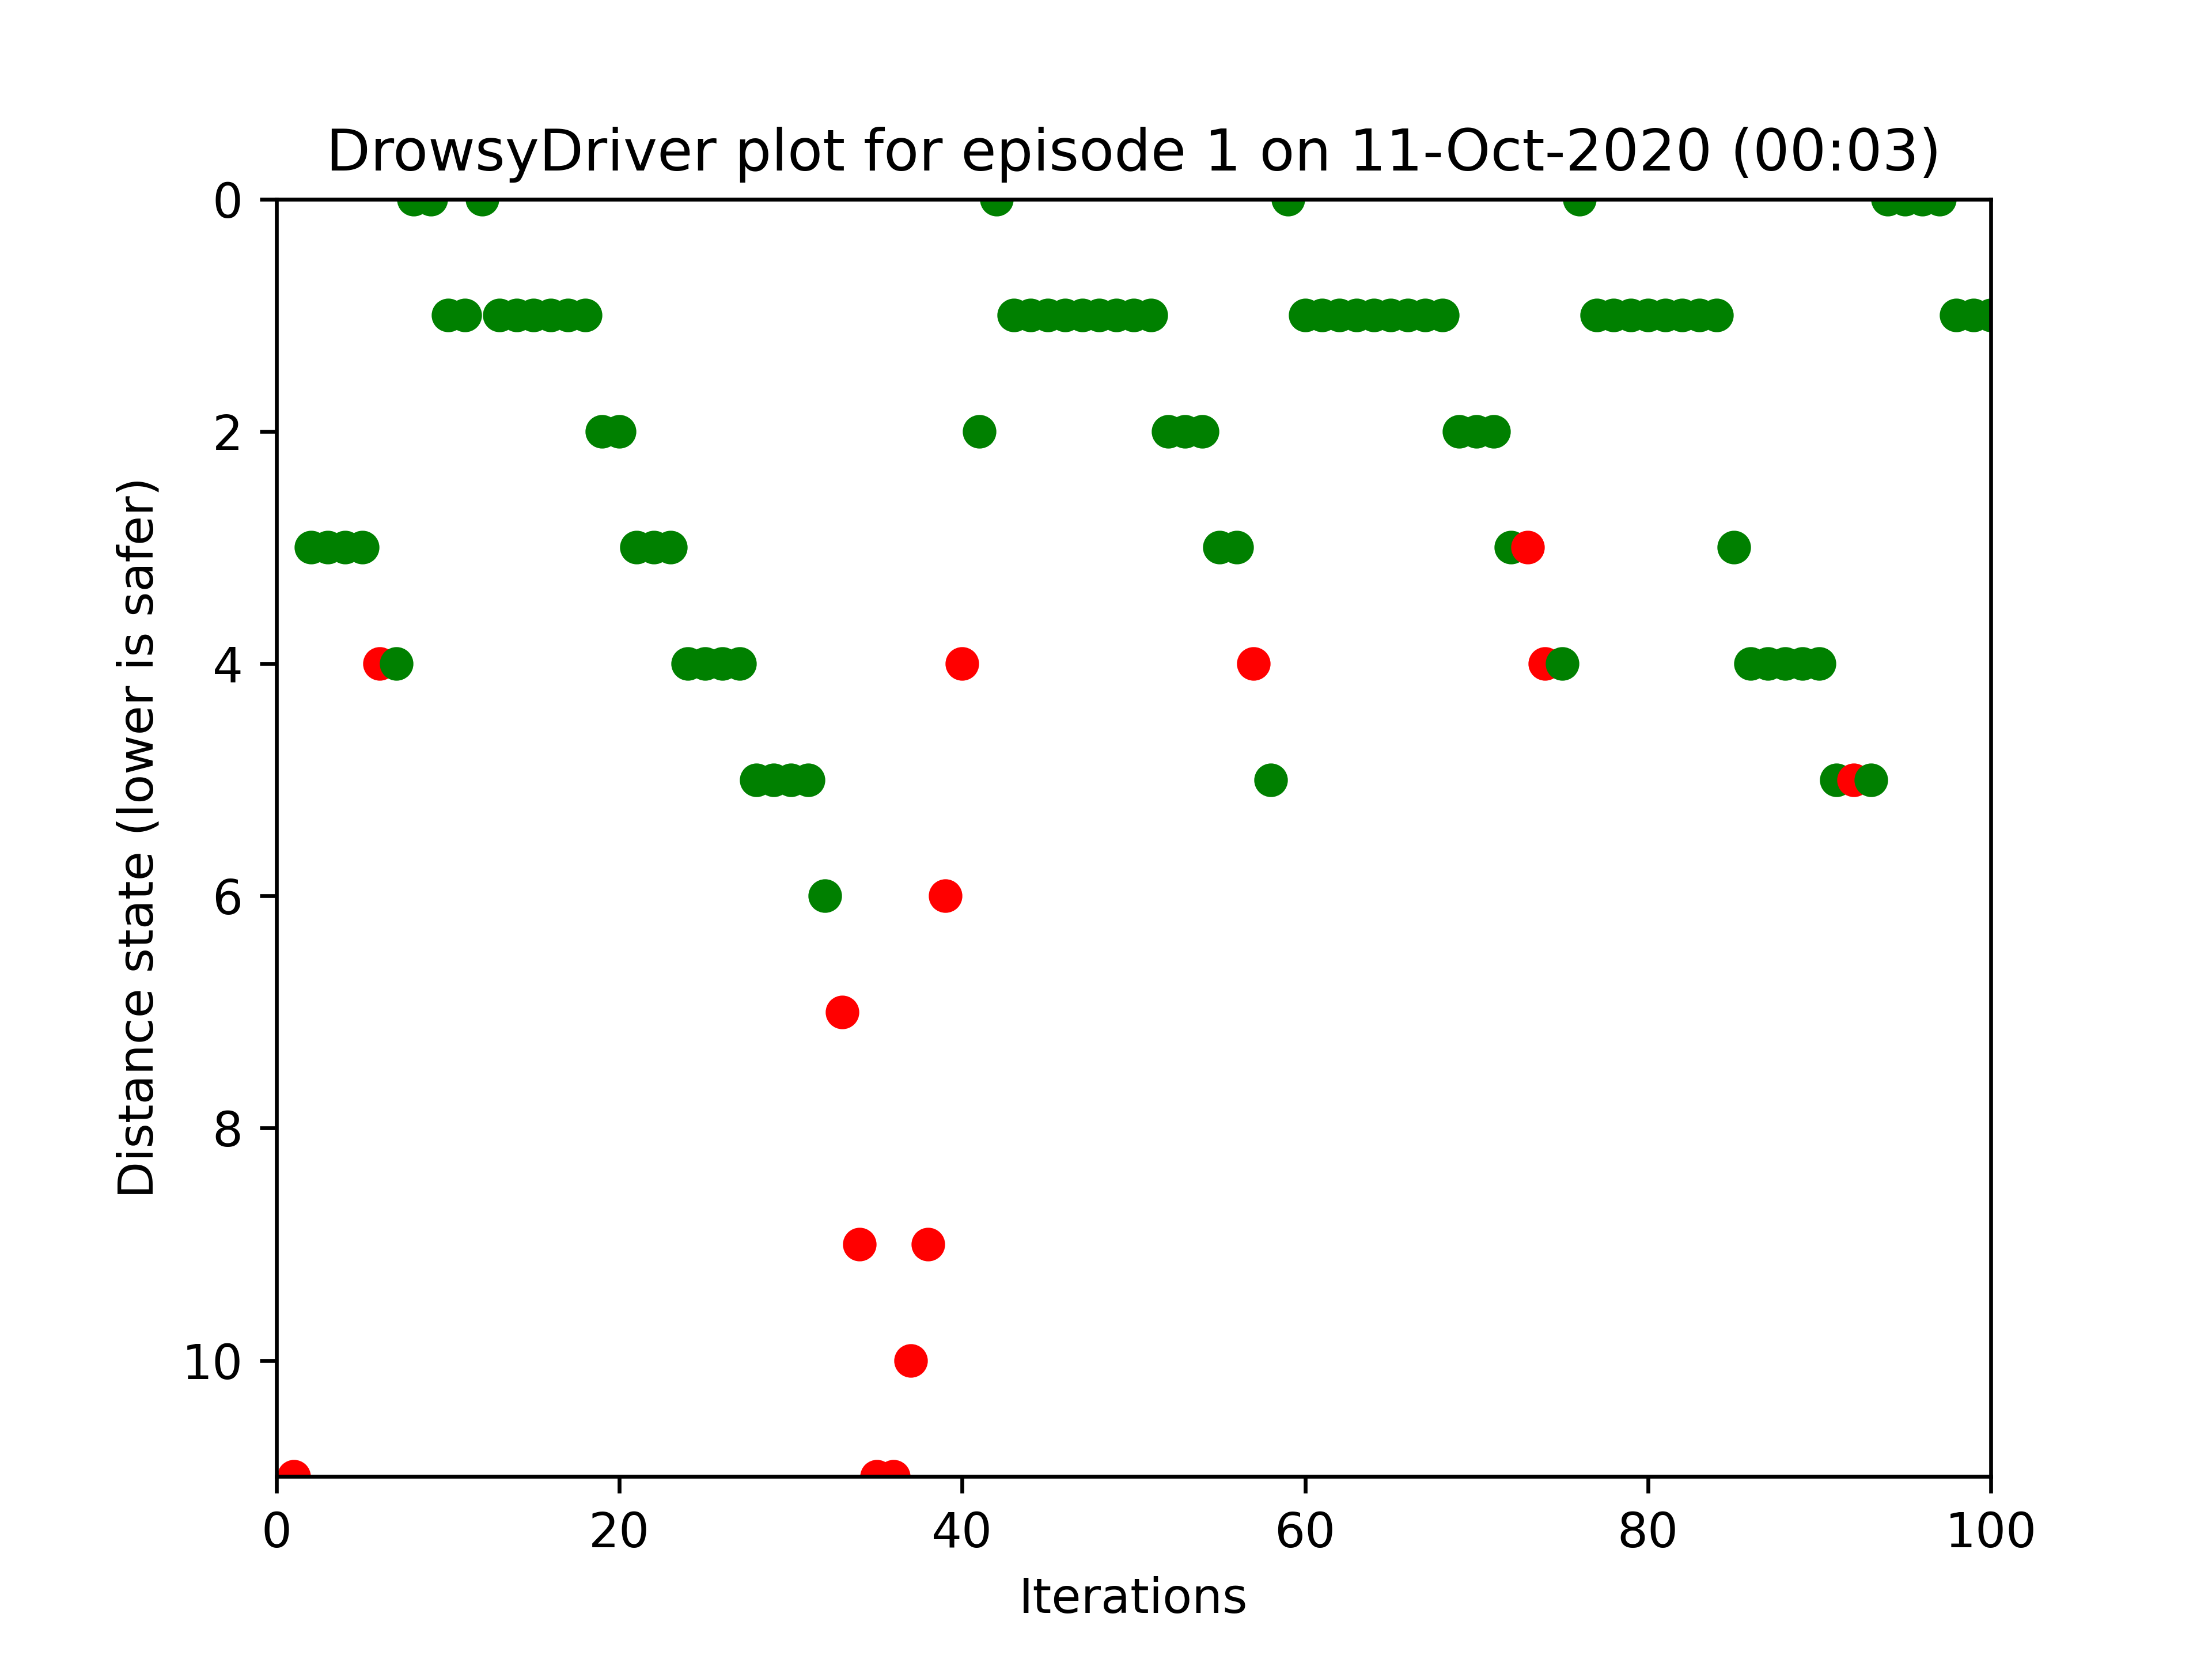 DrowsyDriver plot for episode 1 on 11-Oct-2020 (00:03)
0
2
4
6
8
10
Distance state (lower is safer)
0 20 40 60 80 100
Iterations